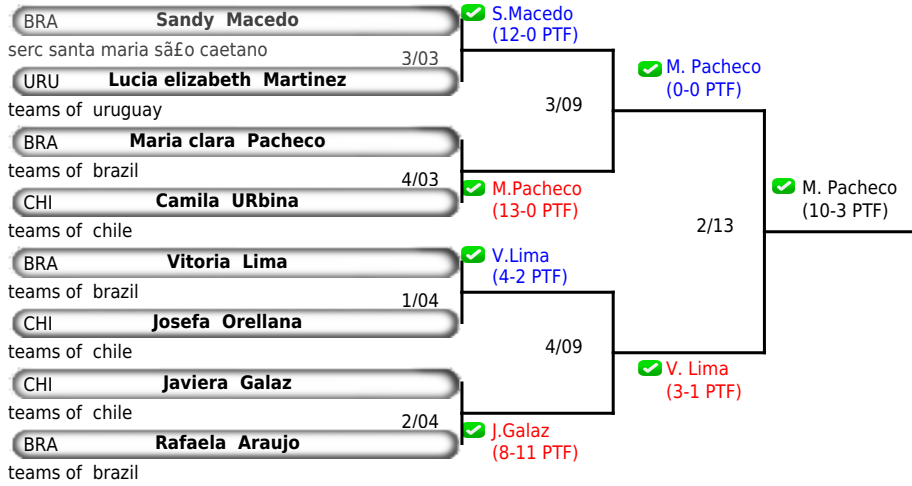 BRA Sandy Macedo
serc santa maria sã£o caetano
3/03
URU Lucia elizabeth Martinez
teams of uruguay
BRA Maria clara Pacheco
teams of brazil
4/03
CHI Camila URbina
teams of chile
BRA Vitoria Lima
teams of brazil
1/04
CHI Josefa Orellana
teams of chile
CHI Javiera Galaz
teams of chile
2/04
BRA Rafaela Araujo
teams of brazil
S.Macedo
(12-0 PTF)
3/09
M.Pacheco
(13-0 PTF)
V.Lima
(4-2 PTF)
4/09
J.Galaz
(8-11 PTF)
M. Pacheco
(0-0 PTF)
2/13
V. Lima
(3-1 PTF)
M. Pacheco
(10-3 PTF)